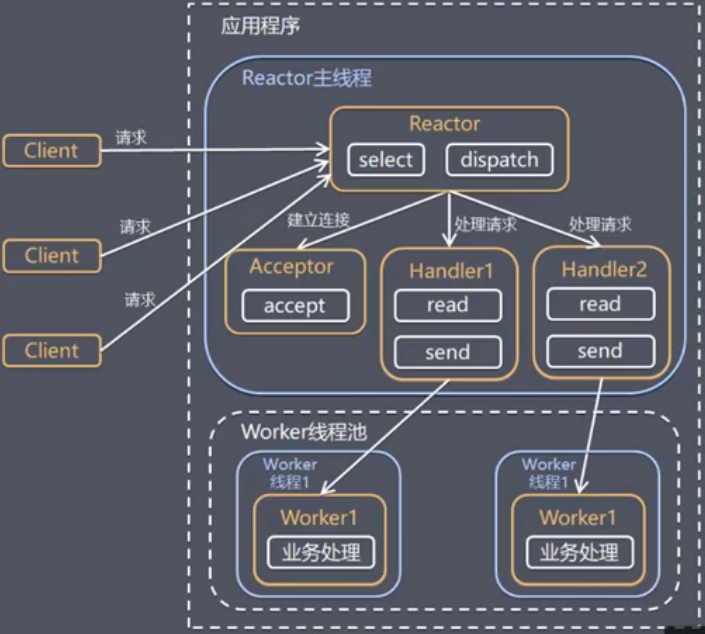 应用程序
Reactor主线程
Reactor
select
dispatch
Client
请求
Client
请求
Client
请求
建立连接
处理请求
处理请求
Acceptor
accept
Handler1
read
send
Handler2
read
send
Worker线程池
Worker
线程1
Worker1
业务处理
Worker
线程1
Worker1
业务处理